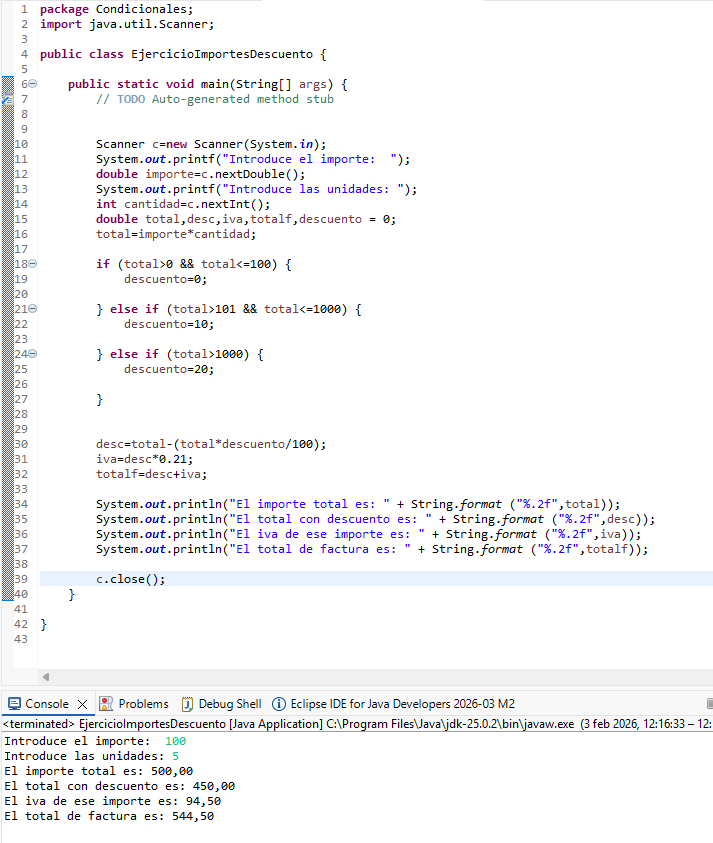 1 package Condicionales;
2 import java.util.Scanner;
3
4 public class EjercicioImportesDescuento {
5
6 public static void main(String[] args) {
7 // TODO Auto-generated method stub
8
9
10 Scanner c=new Scanner(System.in);
11 System.out.printf("Introduce el importe:  ");
12 double importe=c.nextDouble();
13 System.out.printf("Introduce las unidades: ");
14 int cantidad=c.nextInt();
15 double total,desc,iva,totalf,descuento = 0;
16 total=importe*cantidad;
17
18 if (total>0 && total<=100) {
19 descuento=0;
20
21 } else if (total>101 && total<=1000) {
22 descuento=10;
23
24 } else if (total>1000) {
25 descuento=20;
26
27 }
28
29
30 desc=total-(total*descuento/100);
31 iva=desc*0.21;
32 totalf=desc+iva;
33
34 System.out.println("El importe total es: " + String.format ("%.2f",total));
35 System.out.println("El total con descuento es: " + String.format ("%.2f",desc));
36 System.out.println("El iva de ese importe es: " + String.format ("%.2f",iva));
37 System.out.println("El total de factura es: " + String.format ("%.2f",totalf));
38
39 c.close();
40 }
41
42 }
43
Console Problems Debug Shell Eclipse IDE for Java Developers 2026-03 M2
<terminated> EjercicioImportesDescuento [Java Application] C:\Program Files\Java\jdk-25.0.2\bin\javaw.exe (3 feb 2026, 12:16:33 – 12:
Introduce el importe:  100
Introduce las unidades: 5
El importe total es: 500,00
El total con descuento es: 450,00
El iva de ese importe es: 94,50
El total de factura es: 544,50